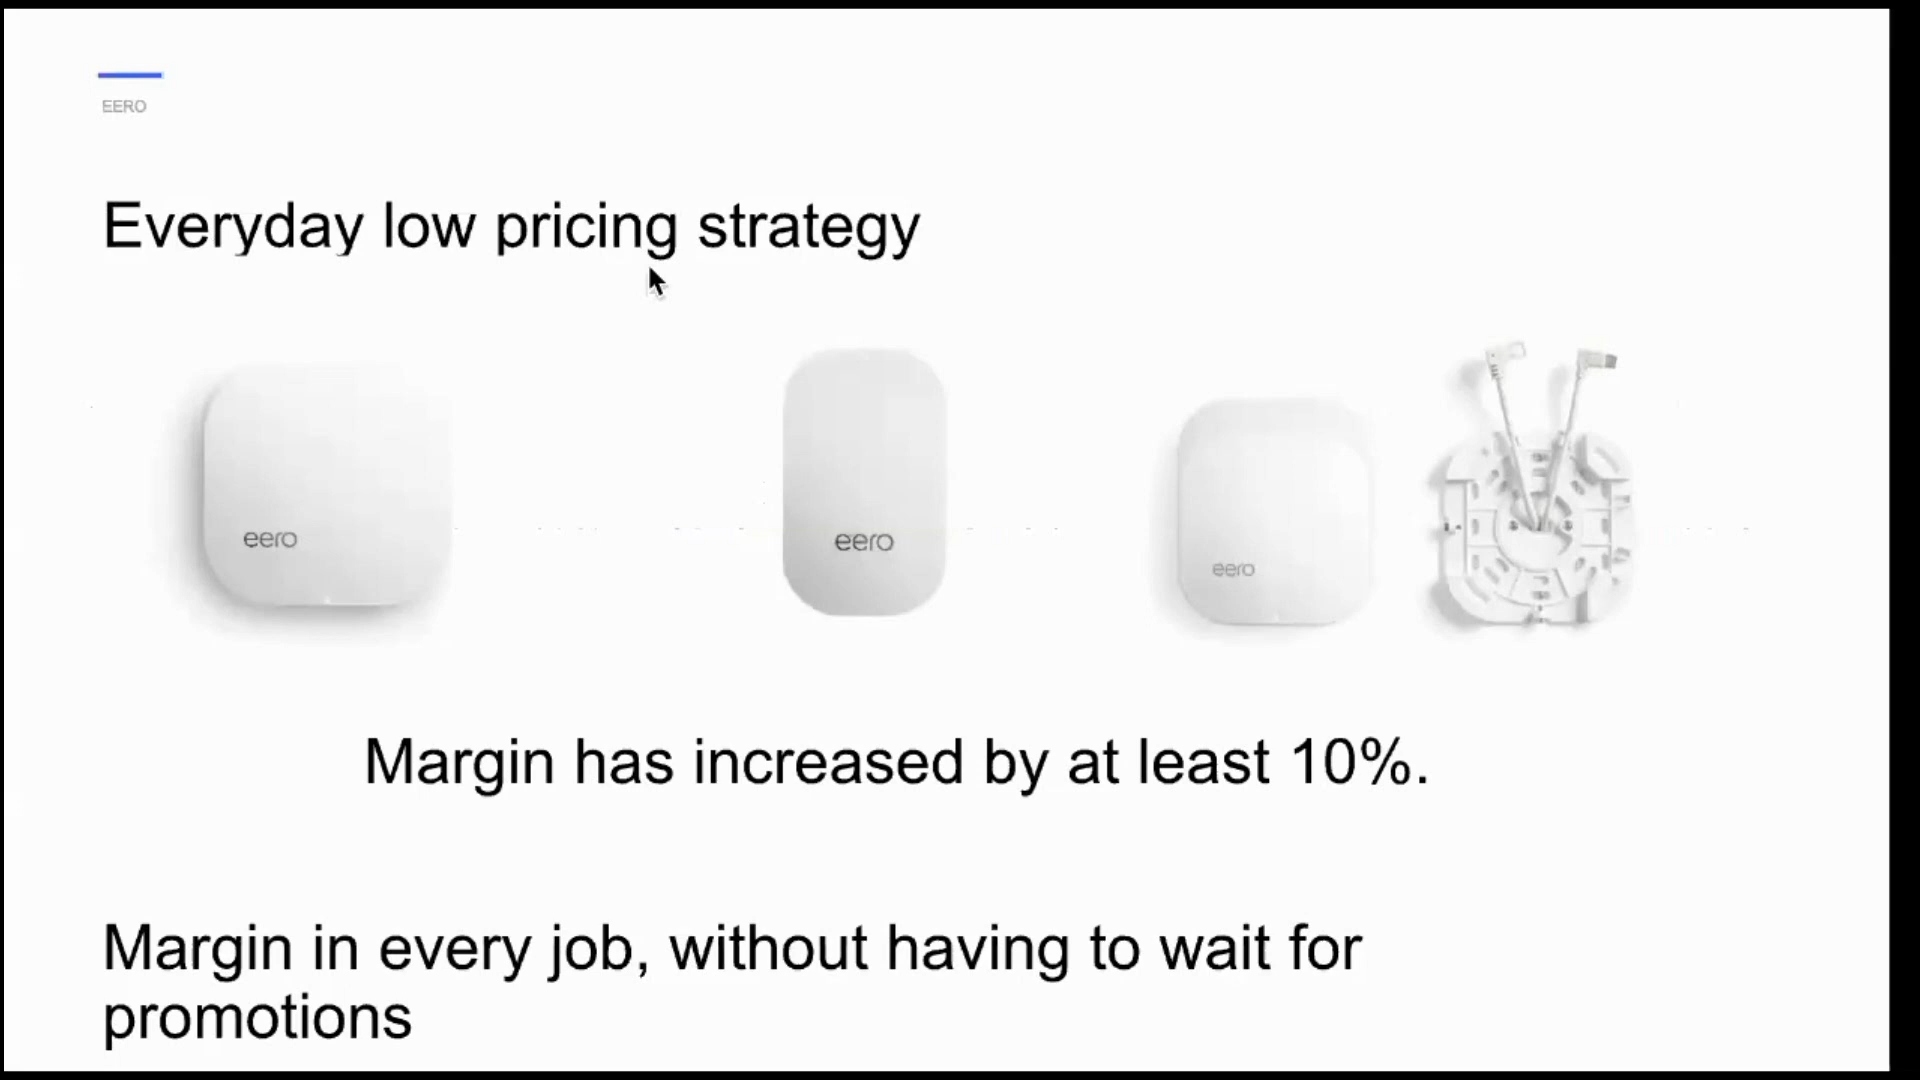 EERO
Everyday low pricing strategy
eero
eero
eero
Margin has increased by at least 10%.
Margin in every job, without having to wait for
promotions